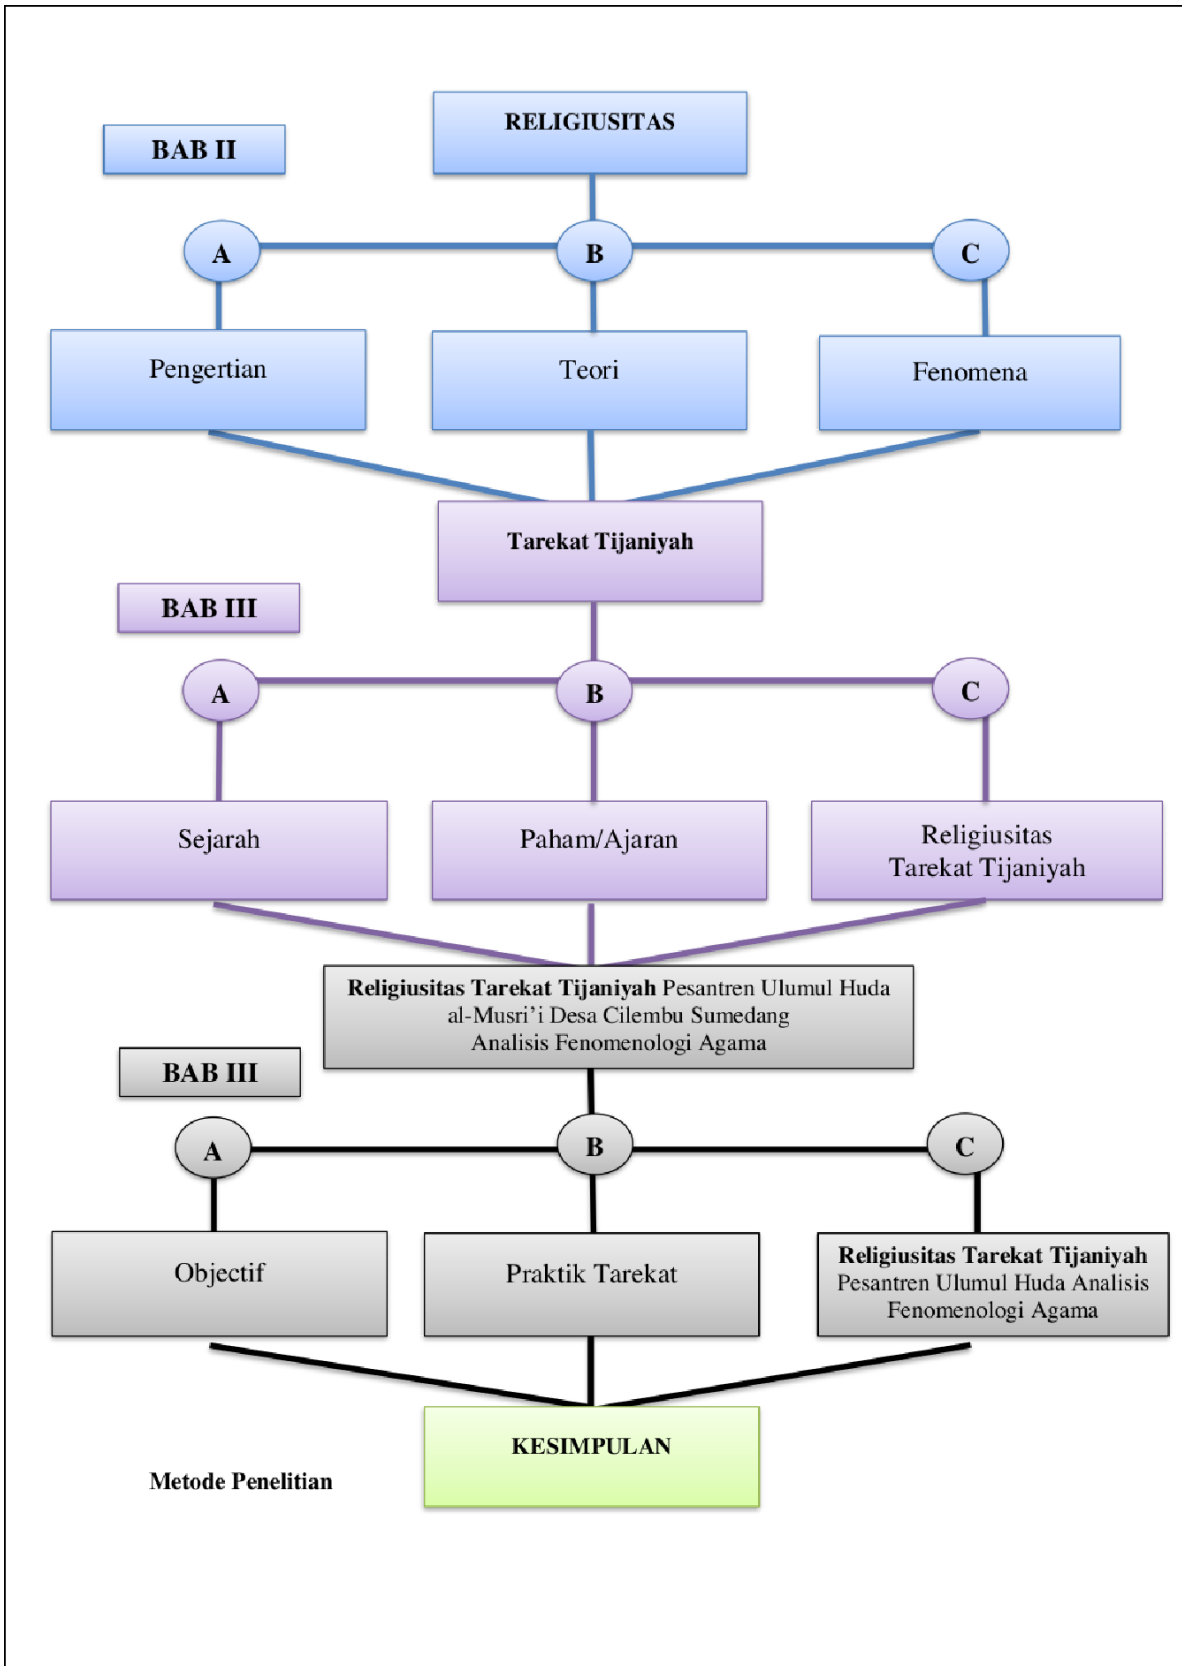 RELIGIUSITAS
BAB II
A
B
C
Pengertian
Teori
Fenomena
Tarekat Tijaniyah
BAB III
A
B
C
Sejarah
Paham/Ajaran
Religiusitas
Tarekat Tijaniyah
Religiusitas Tarekat Tijaniyah Pesantren Ulumul Huda
al-Musri’i Desa Cilembu Sumedang
Analisis Fenomenologi Agama
BAB III
A
B
C
Objectif
Praktik Tarekat
Religiusitas Tarekat Tijaniyah
Pesantren Ulumul Huda Analisis
Fenomenologi Agama
KESIMPULAN
Metode Penelitian